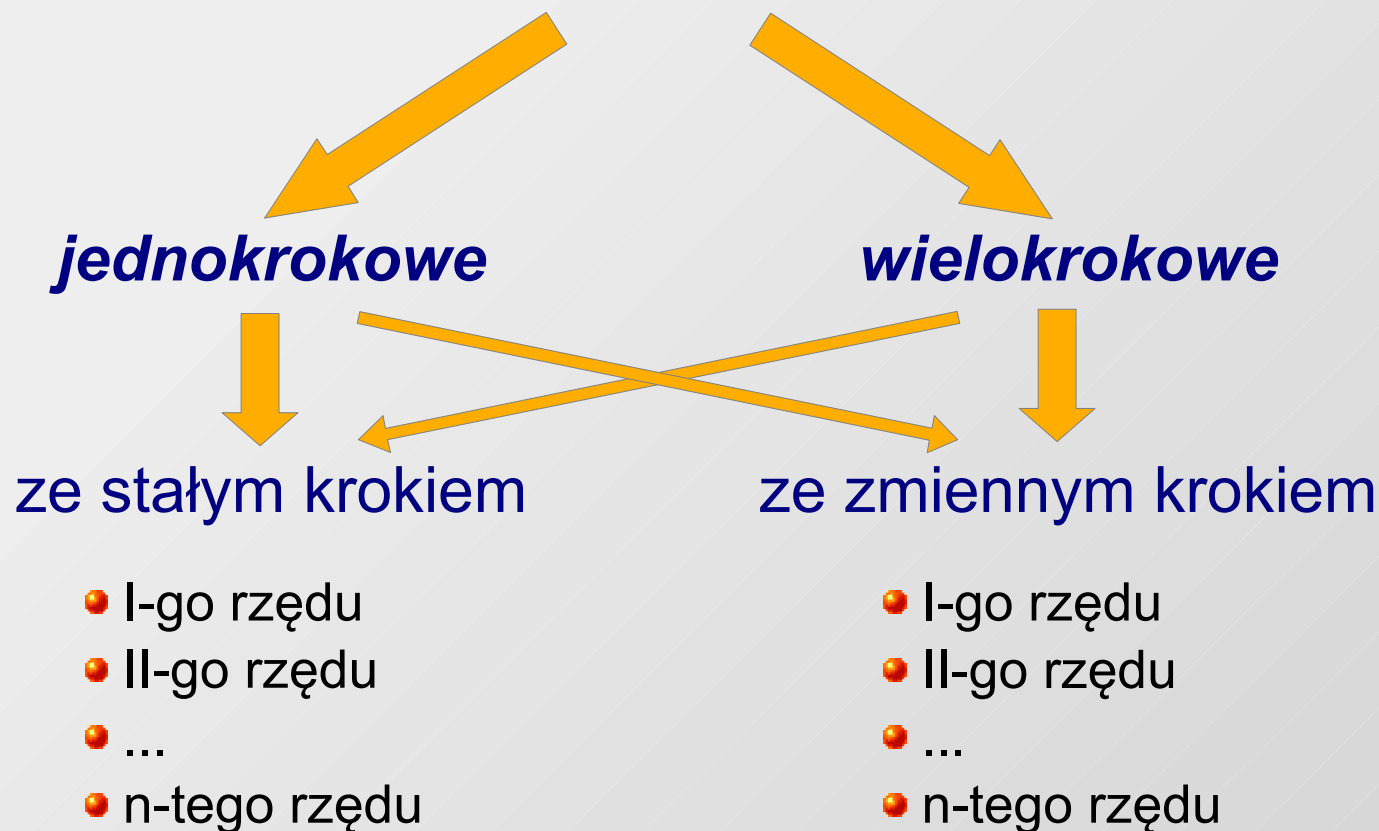 jednokrokowe
wielokrokowe
ze stałym krokiem
ze zmiennym krokiem
I-go rzędu
II-go rzędu
...
n-tego rzędu
I-go rzędu
II-go rzędu
...
n-tego rzędu